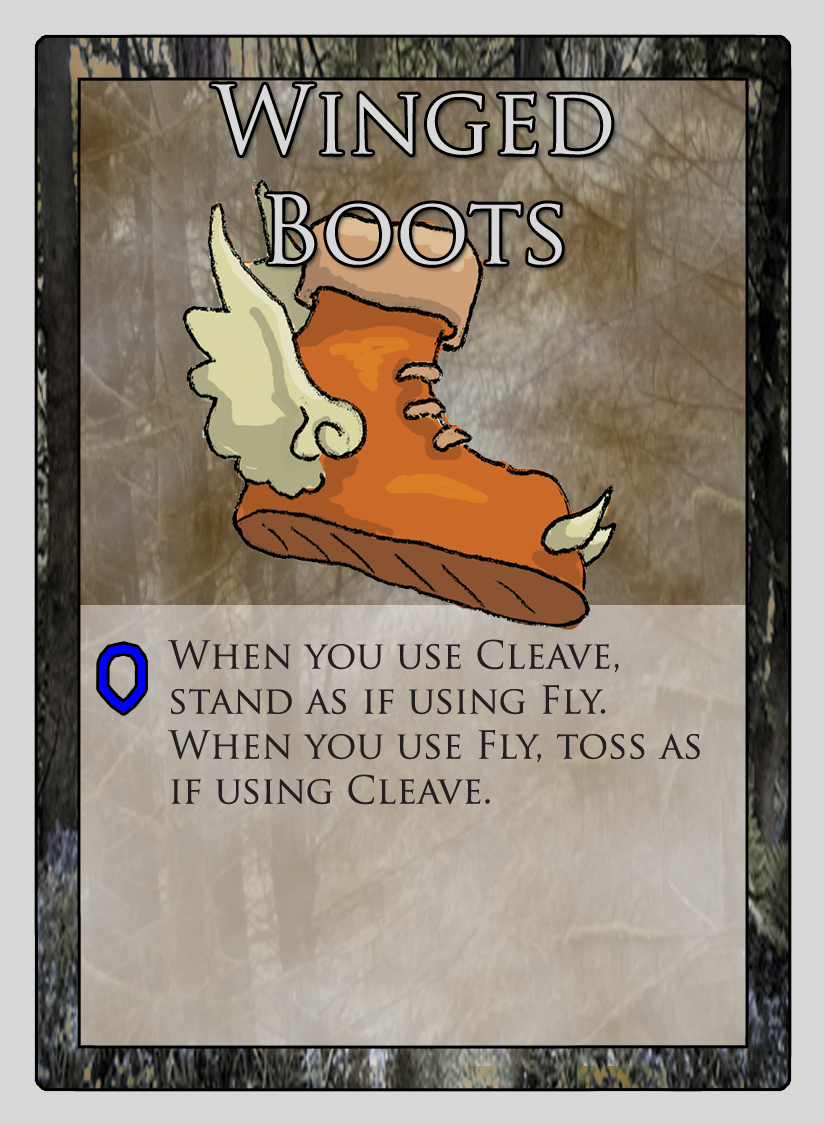 Winged
Boots
When you use Cleave,
stand as if using Fly.
When you use Fly, toss as
if using Cleave.